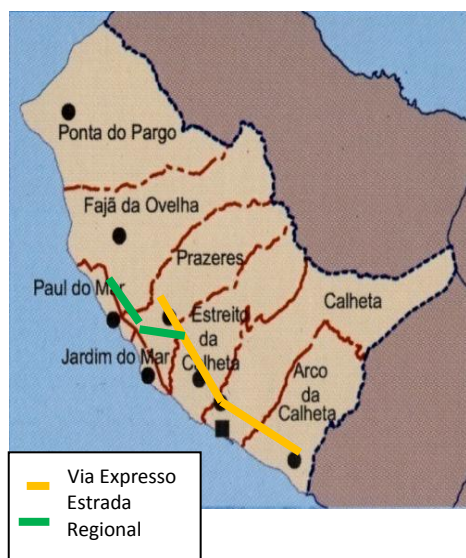 Ponta do Pargo
Fajã da Ovelha
Prazeres
Paul do Mar
Calheta
Estreito
da
Calheta
Jardim do Mar
Arco
da
Calheta
Via Expresso
Estrada
Regional